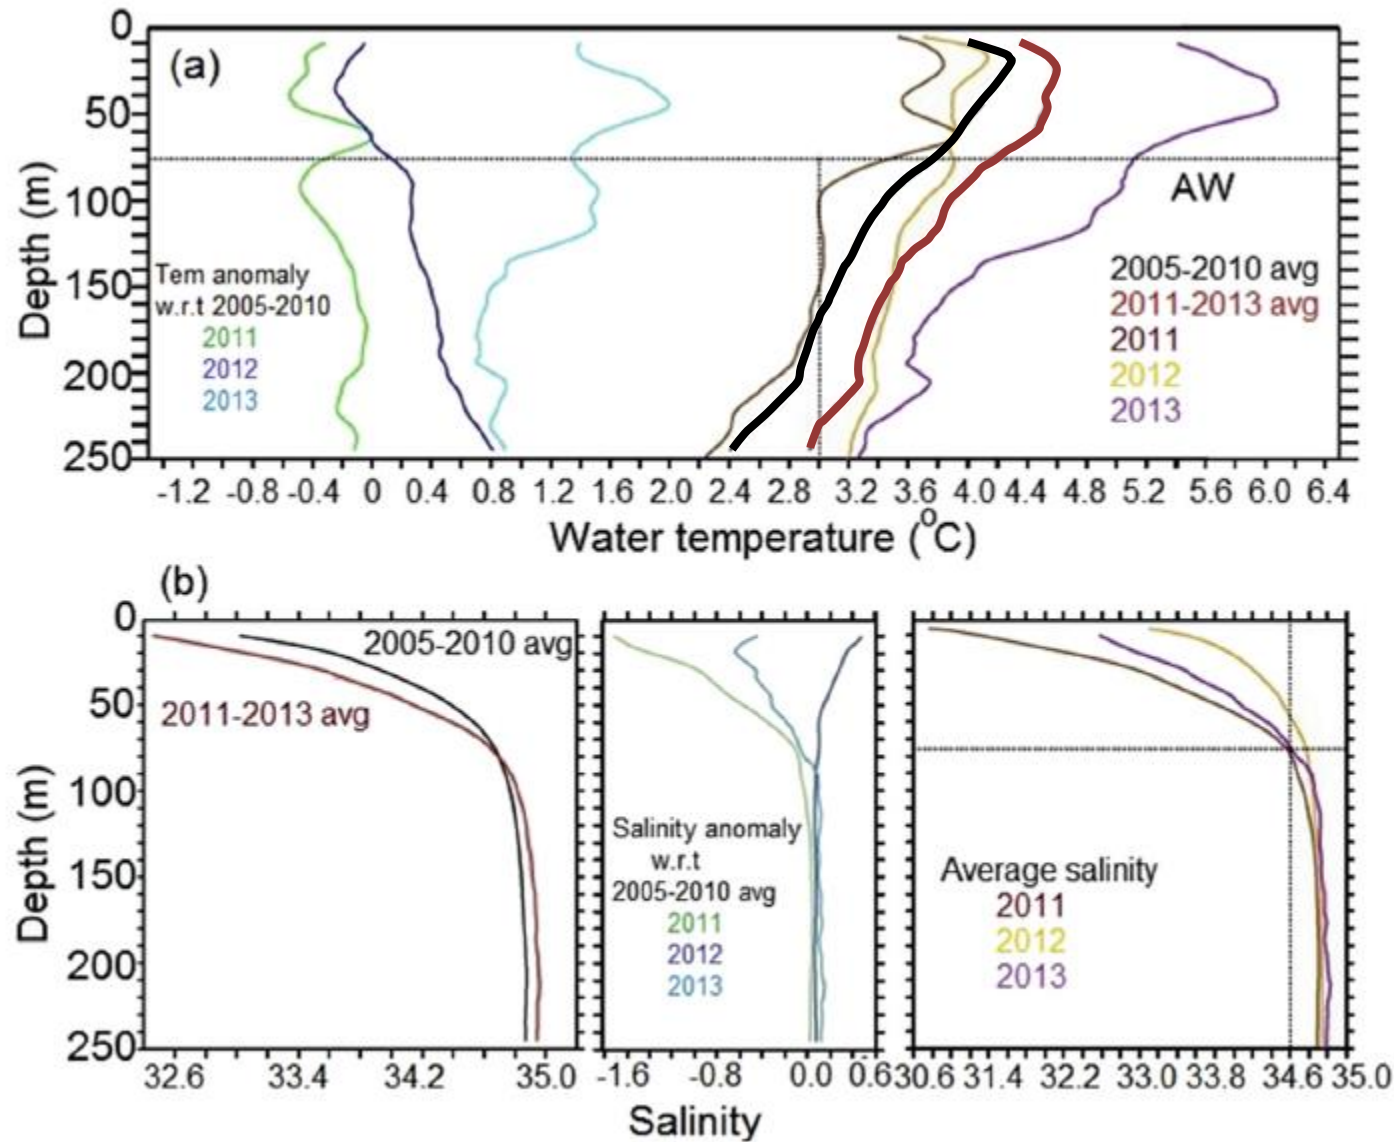 (a)
0
50
100
150
200
250
Depth (m)
AW
Tem anomaly
w.r.t 2005-2010
2011
2012
2013
2005-2010 avg
2011-2013 avg
2011
2012
2013
-1.2 -0.8 -0.4 0 0.4 0.8 1.2 1.6 2.0 2.4 2.8 3.2 3.6 4.0 4.4 4.8 5.2 5.6 6.0 6.4
Water temperature (°C)
(b)
0
50
100
150
200
250
Depth (m)
2005-2010 avg
2011-2013 avg
32.6 33.4 34.2 35.0
Salinity anomaly
w.r.t
2005-2010 avg
2011
2012
2013
-1.6 -0.8 0.0 0.6
Average salinity
2011
2012
2013
30.6 31.4 32.2 33.0 33.8 34.6 35.0
Salinity